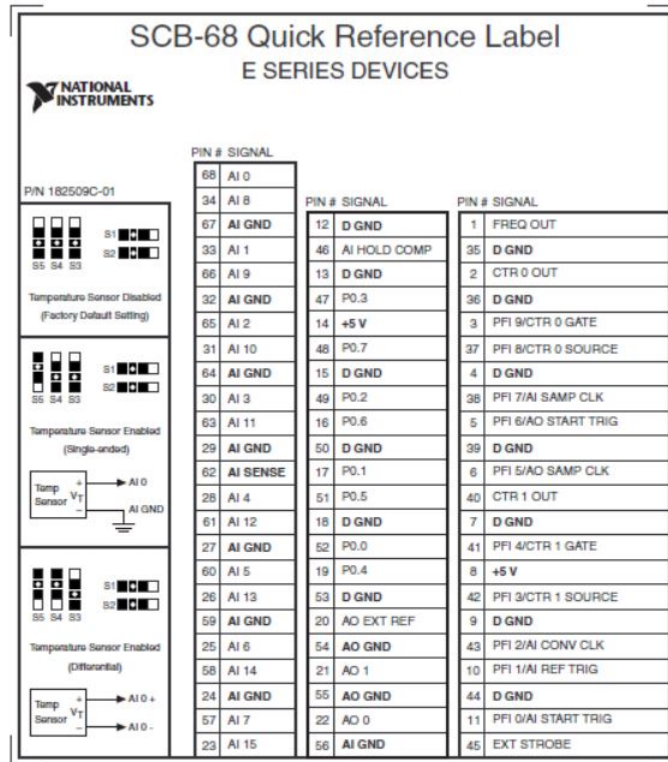 SCB-68 Quick Reference Label
E SERIES DEVICES
NATIONAL
INSTRUMENTS
P/N 182509C-01
S1
S2
S5 S4 S3
Temperature Sensor Disabled
(Factory Default Setting)
S1
S2
S5 S4 S3
Temperature Sensor Enabled
(Single-ended)
Temp
Sensor
+
VT
–
AI 0
AI GND
S1
S2
S5 S4 S3
Temperature Sensor Enabled
(Differential)
Temp
Sensor
+
VT
–
AI 0 +
AI 0 -
PIN # SIGNAL
68 AI 0
34 AI 8
67 AI GND
33 AI 1
66 AI 9
32 AI GND
65 AI 2
31 AI 10
64 AI GND
30 AI 3
63 AI 11
29 AI GND
62 AI SENSE
28 AI 4
61 AI 12
27 AI GND
60 AI 5
26 AI 13
59 AI GND
25 AI 6
58 AI 14
24 AI GND
57 AI 7
23 AI 15
PIN # SIGNAL
12 D GND
46 AI HOLD COMP
13 D GND
47 P0.3
14 +5 V
48 P0.7
15 D GND
49 P0.2
16 P0.6
50 D GND
17 P0.1
51 P0.5
18 D GND
52 P0.0
19 P0.4
53 D GND
20 AO EXT REF
54 AO GND
21 AO 1
55 AO GND
22 AO 0
56 AI GND
PIN # SIGNAL
1 FREQ OUT
35 D GND
2 CTR 0 OUT
36 D GND
3 PFI 9/CTR 0 GATE
37 PFI 8/CTR 0 SOURCE
4 D GND
38 PFI 7/AI SAMP CLK
5 PFI 6/AO START TRIG
39 D GND
6 PFI 5/AO SAMP CLK
40 CTR 1 OUT
7 D GND
41 PFI 4/CTR 1 GATE
8 +5 V
42 PFI 3/CTR 1 SOURCE
9 D GND
43 PFI 2/AI CONV CLK
10 PFI 1/AI REF TRIG
44 D GND
11 PFI 0/AI START TRIG
45 EXT STROBE